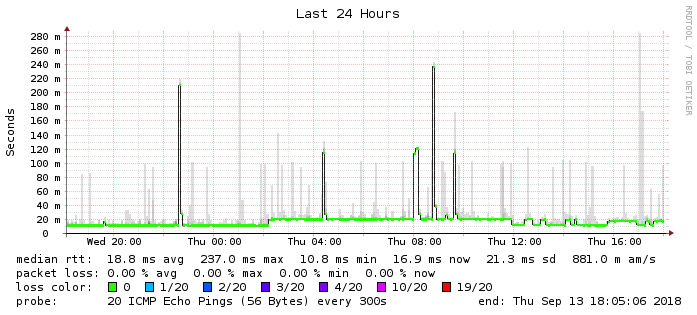 Last 24 Hours
RRDTOOL / TOBI OETIKER
Seconds
280 m
260 m
240 m
220 m
200 m
180 m
160 m
140 m
120 m
100 m
80 m
60 m
40 m
20 m
0
Wed 20:00 Thu 00:00 Thu 04:00 Thu 08:00 Thu 12:00 Thu 16:00
median rtt: 18.8 ms avg 237.0 ms max 10.8 ms min 16.9 ms now 21.3 ms sd 881.0 m am/s
packet loss: 0.00 % avg 0.00 % max 0.00 % min 0.00 % now
loss color: 0 1/20 2/20 3/20 4/20 10/20 19/20
probe: 20 ICMP Echo Pings (56 Bytes) every 300s end: Thu Sep 13 18:05:06 2018